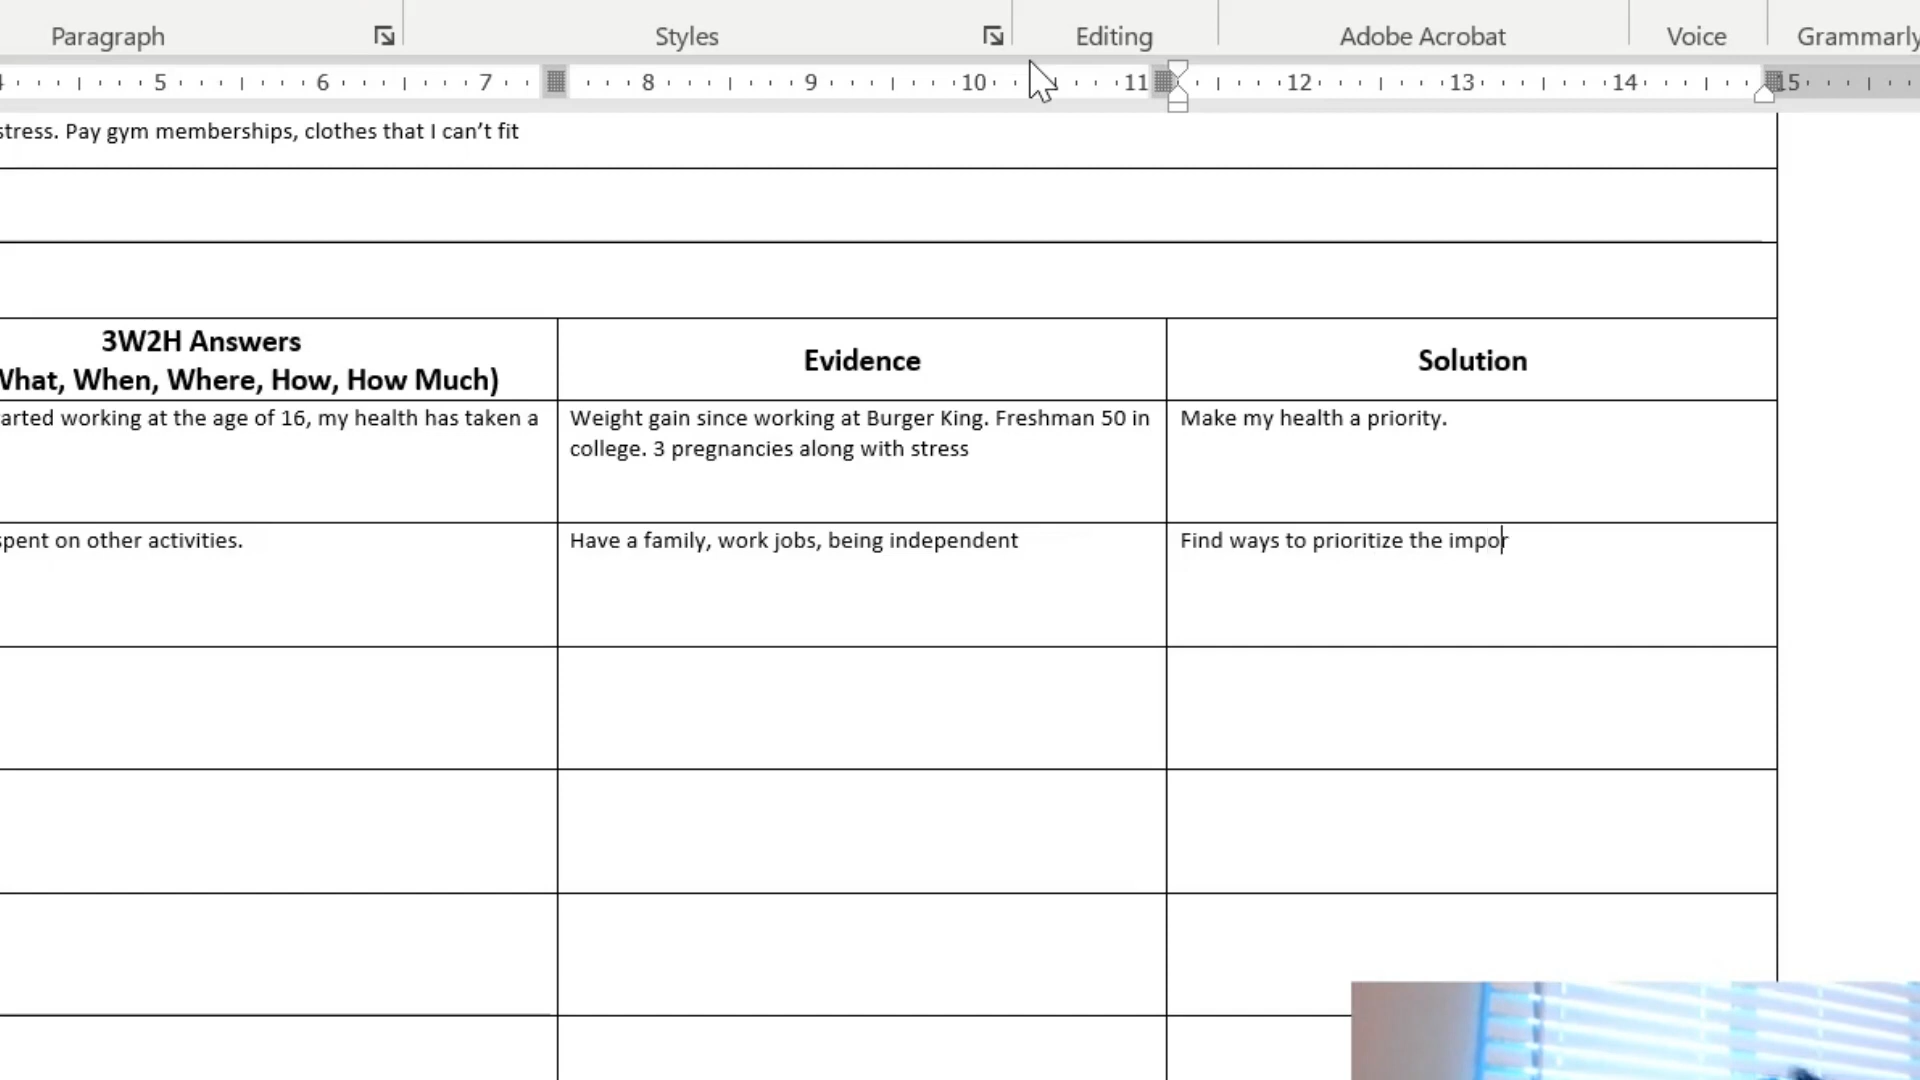 Paragraph
Styles
Editing
Adobe Acrobat
Voice
Grammarly
5 6 7 8 9 10 11 12 13 14 15
stress. Pay gym memberships, clothes that I can’t fit
3W2H Answers
What, When, Where, How, How Much)
Evidence
Solution
arted working at the age of 16, my health has taken a
Weight gain since working at Burger King. Freshman 50 in
college. 3 pregnancies along with stress
Make my health a priority.
spent on other activities.
Have a family, work jobs, being independent
Find ways to prioritize the impor